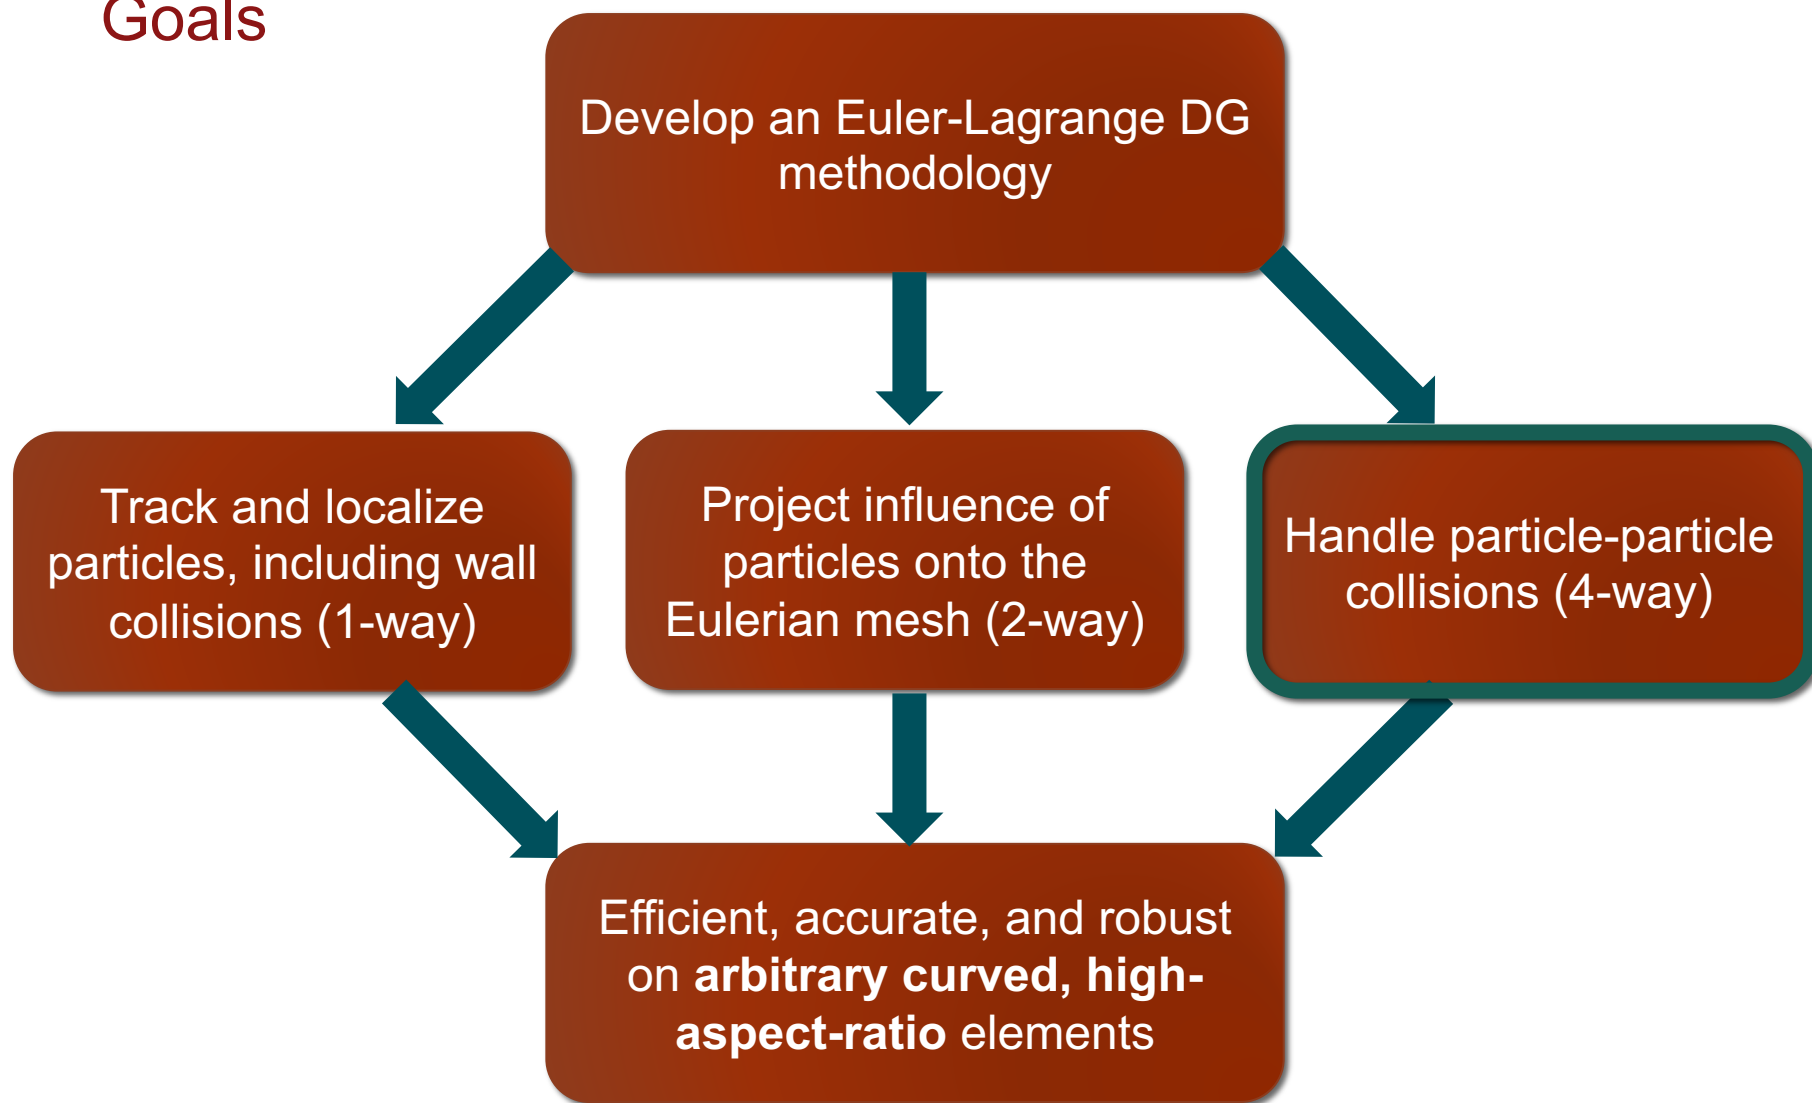 Goals
Develop an Euler-Lagrange DG
methodology
Track and localize
particles, including wall
collisions (1-way)
Project influence of
particles onto the
Eulerian mesh (2-way)
Handle particle-particle
collisions (4-way)
Efficient, accurate, and robust
on arbitrary curved, high-
aspect-ratio elements